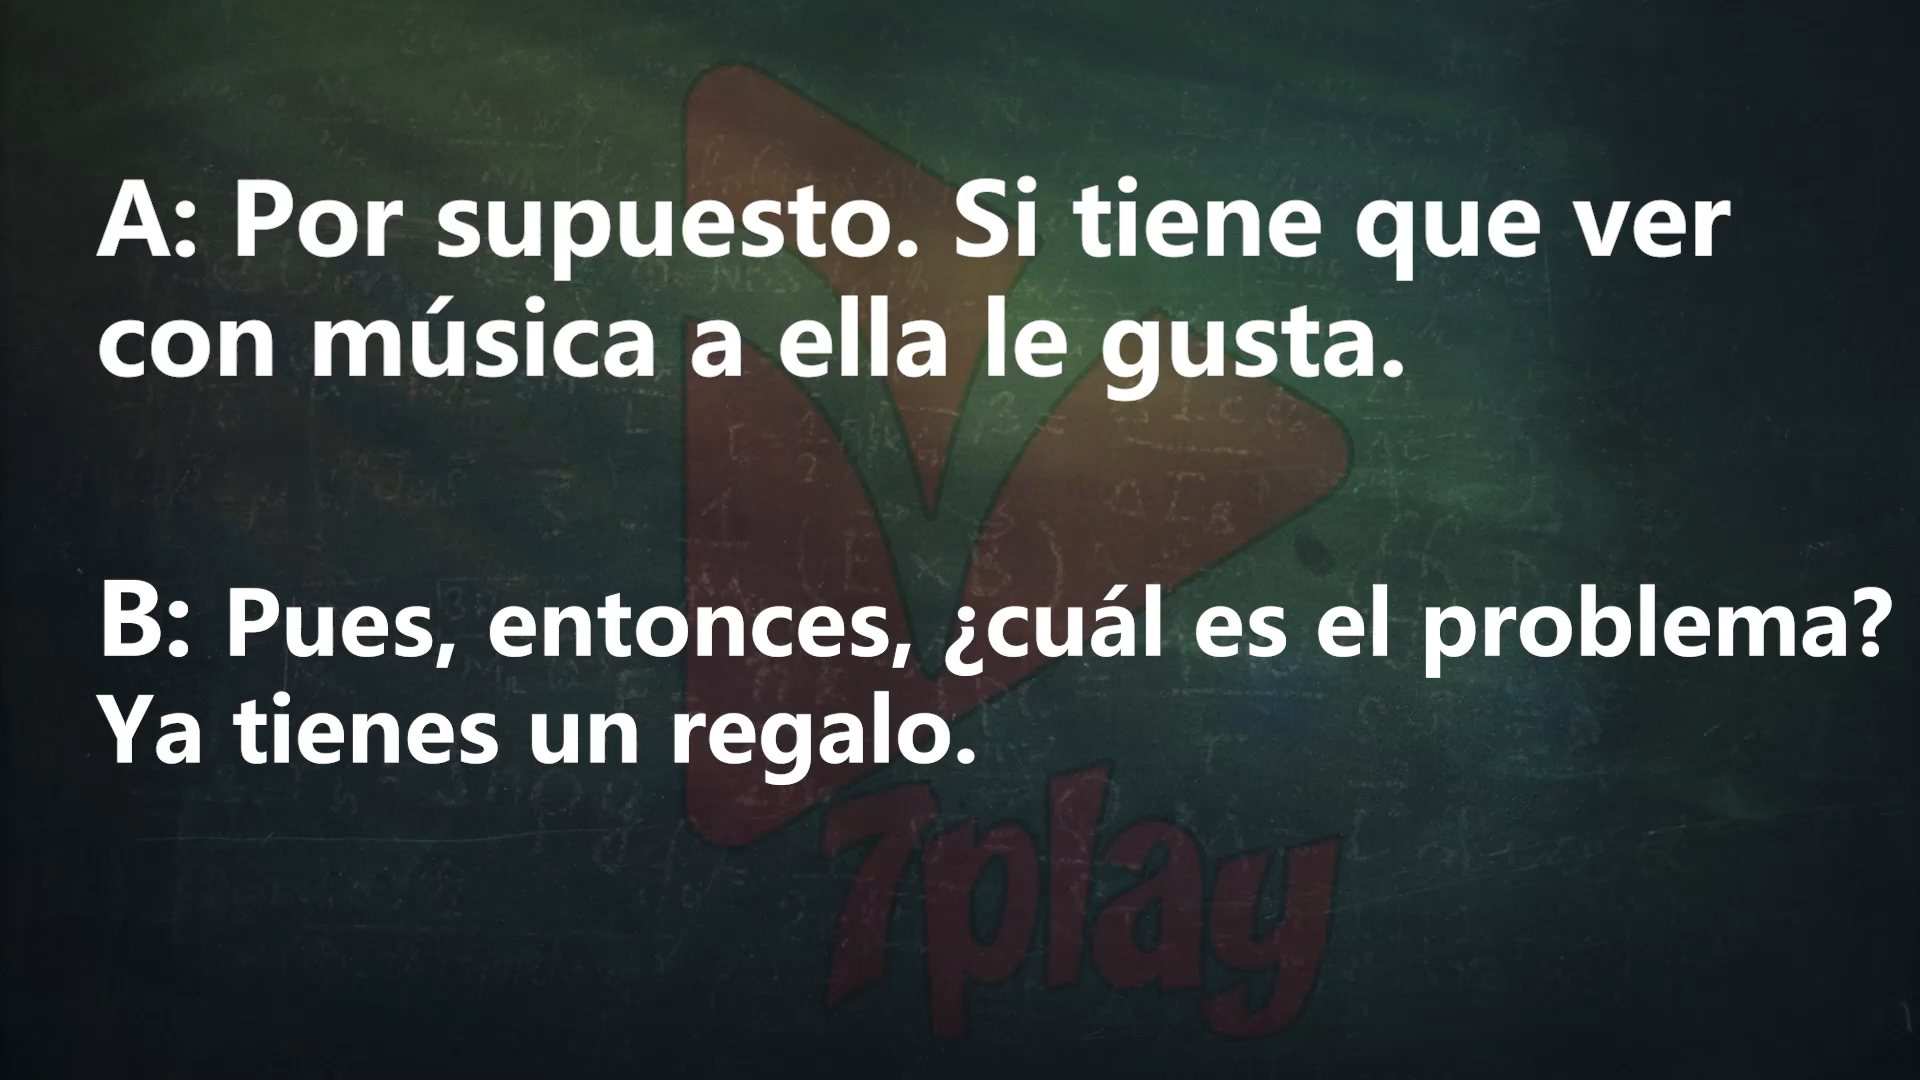 A: Por supuesto. Si tiene que ver
con música a ella le gusta.
B: Pues, entonces, ¿cuál es el problema?
Ya tienes un regalo.
7play